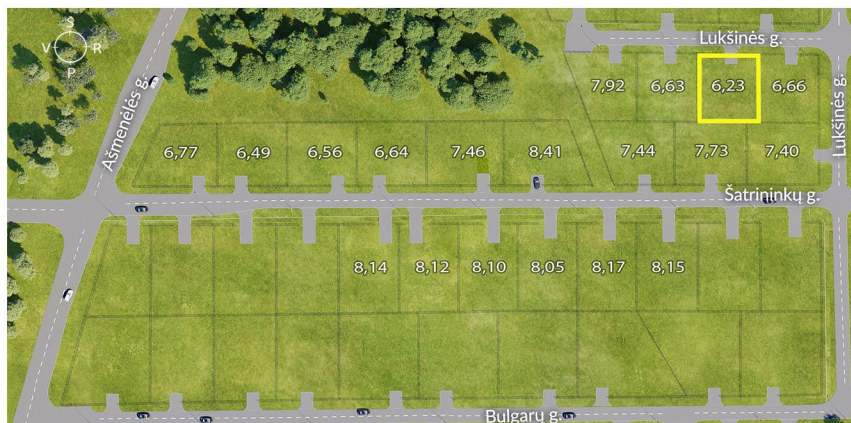 Š
V R
P
Ašmenėlės g.
Lukšinės g.
Lukšinės g.
7,92 6,63 6,23 6,66
6,77 6,49 6,56 6,64 7,46 8,41 7,44 7,73 7,40
Šatrininkų g.
8,14 8,12 8,10 8,05 8,17 8,15
Bulgarų g.